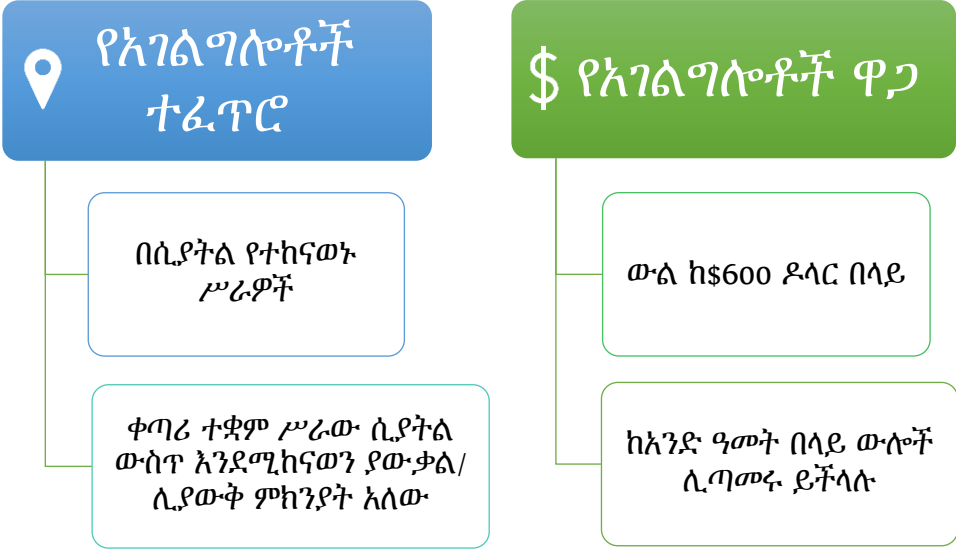 የአገልግሎቶች
ተፈጥሮ
በሲያትል የተከናወኑ
ሥራዎች
ቀጣሪ ተቋም ሥራው ሲያትል
ውስጥ እንደሚከናወን ያውቃል/
ሊያውቅ ምክንያት አለው
$ የአገልግሎቶች ዋጋ
ውል ከ$600 ዶላር በላይ
ከአንድ ዓመት በላይ ውሎች
ሊጣመሩ ይችላሉ